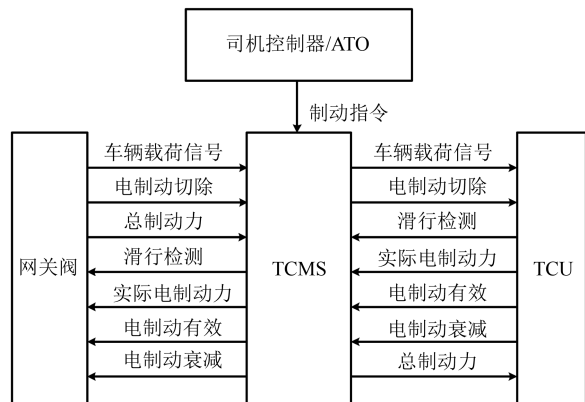 司机控制器/ATO
制动指令
车辆载荷信号
电制动切除
总制动力
滑行检测
实际电制动力
电制动有效
电制动衰减
网关阀
TCMS
车辆载荷信号
电制动切除
滑行检测
实际电制动力
电制动有效
电制动衰减
总制动力
TCU